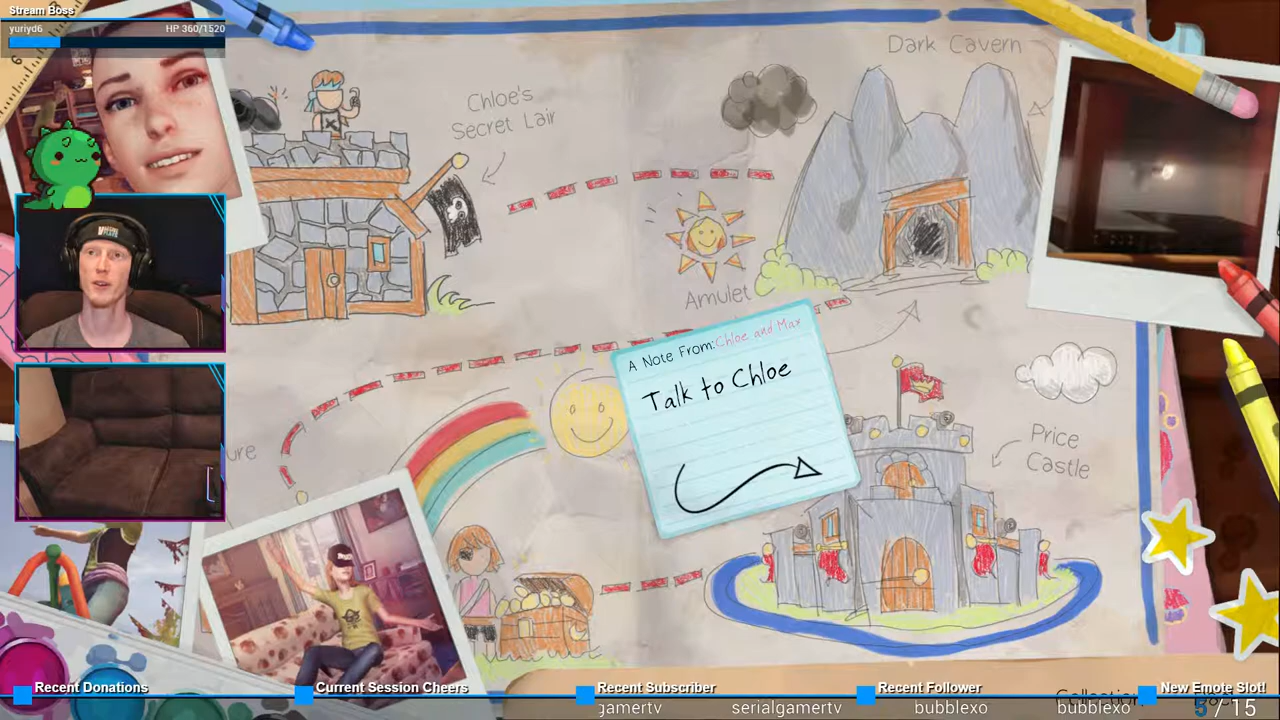 Stream Boss
yuriyd6 HP 360/1520
Dark Cavern
Chloe's
Secret Lair
Amulet
A Note From: Chloe and Max
Talk to Chloe
Price
Castle
ure
Recent Donations
Current Session Cheers
Recent Subscriber
Recent Follower
New Emote Slot!
gamertv serialgamertv bubblexo bubblexo 5 / 15